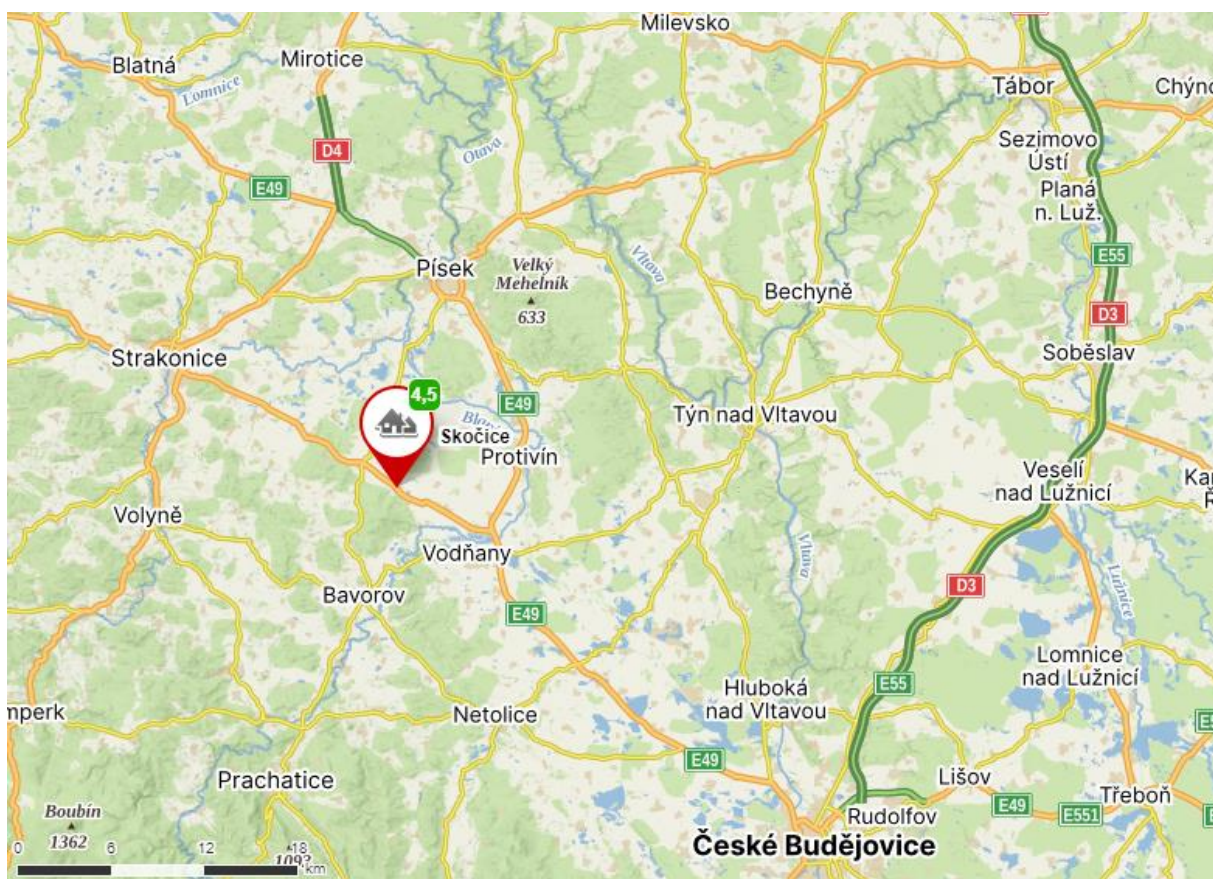 Milevsko
Blatná
Mirotice
Lomnice
Tábor
Chýno
D4
Otava
Sezimovo
Ústí
E49
Planá
n. Luž.
Vltava
E55
Písek
Velký
Mehelník
633
Bechyně
D3
Strakonice
Soběslav
4,5
E49
Týn nad Vltavou
Skočice
Protivín
Veselí
nad Lužnicí
Volyně
Vodňany
Vltava
D3
Lužnice
Bavorov
E49
Lomnice
nad Lužnicí
E55
Hluboká
nad Vltavou
mperk
Netolice
E49
Prachatice
Lišov
Třeboň
Boubín
1362
Rudolfov
E49
E551
České Budějovice
0 6 12 18
km